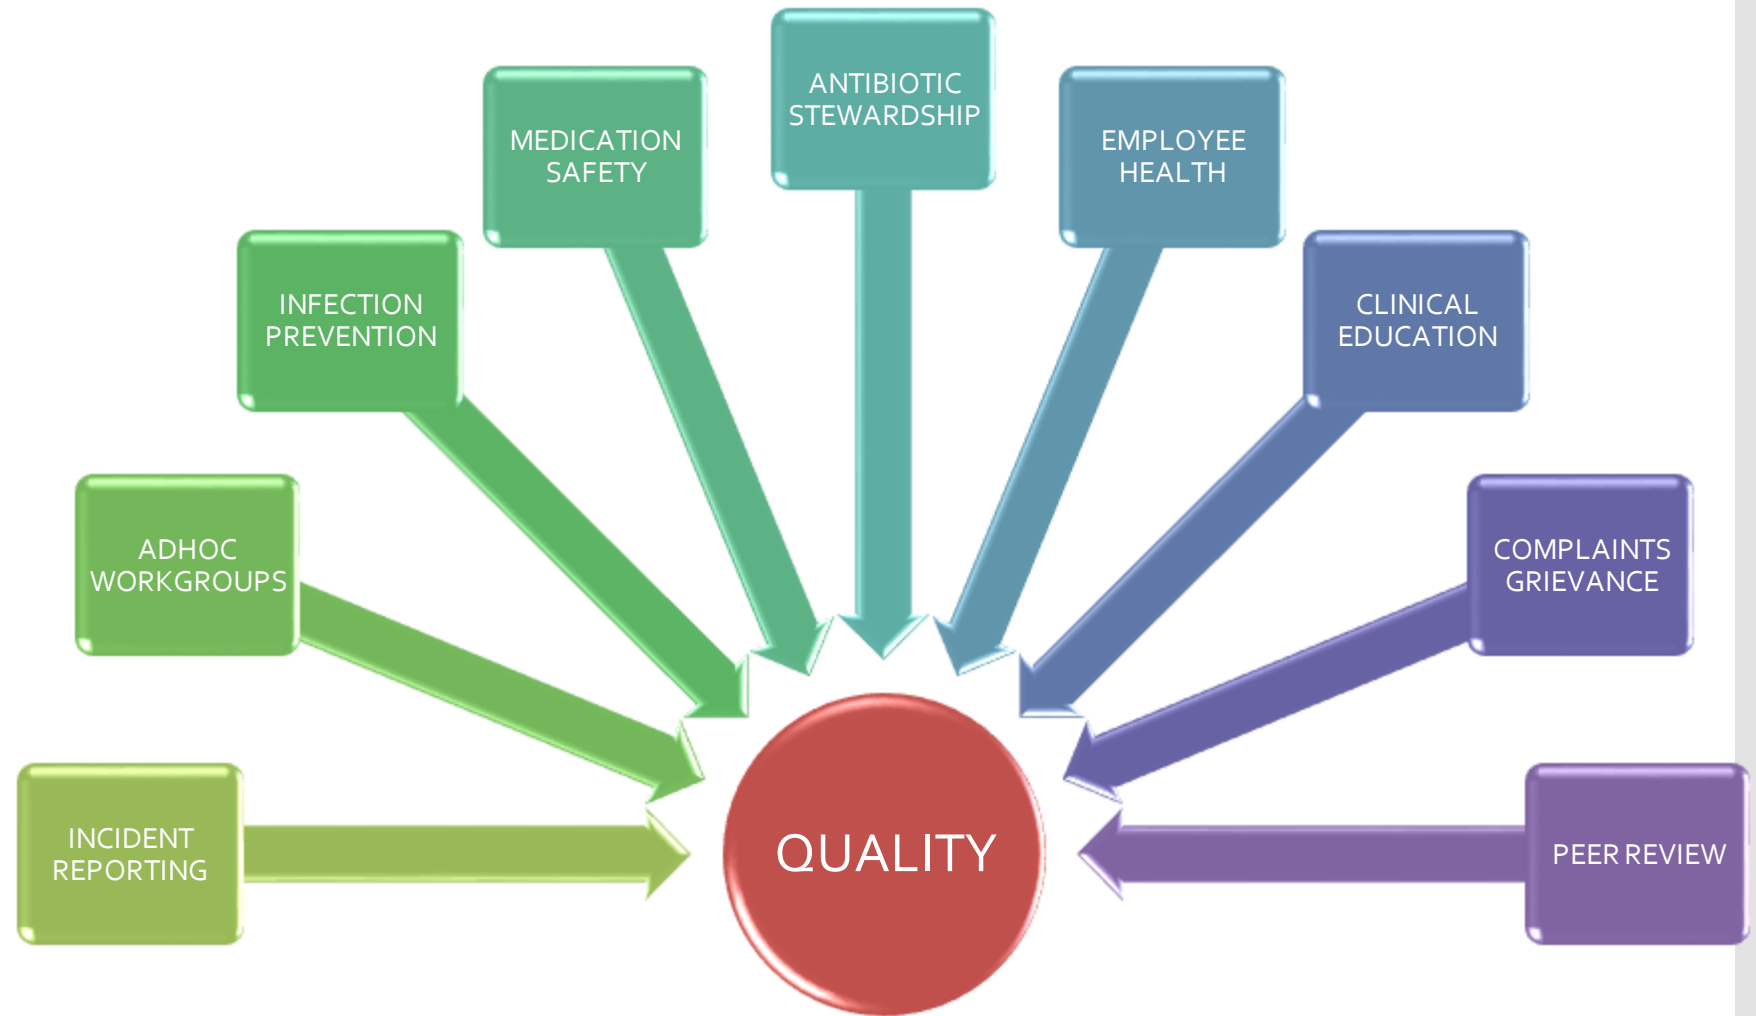 ANTIBIOTIC
STEWARDSHIP
MEDICATION
SAFETY
EMPLOYEE
HEALTH
INFECTION
PREVENTION
CLINICAL
EDUCATION
ADHOC
WORKGROUPS
COMPLAINTS
GRIEVANCE
INCIDENT
REPORTING
QUALITY
PEER REVIEW